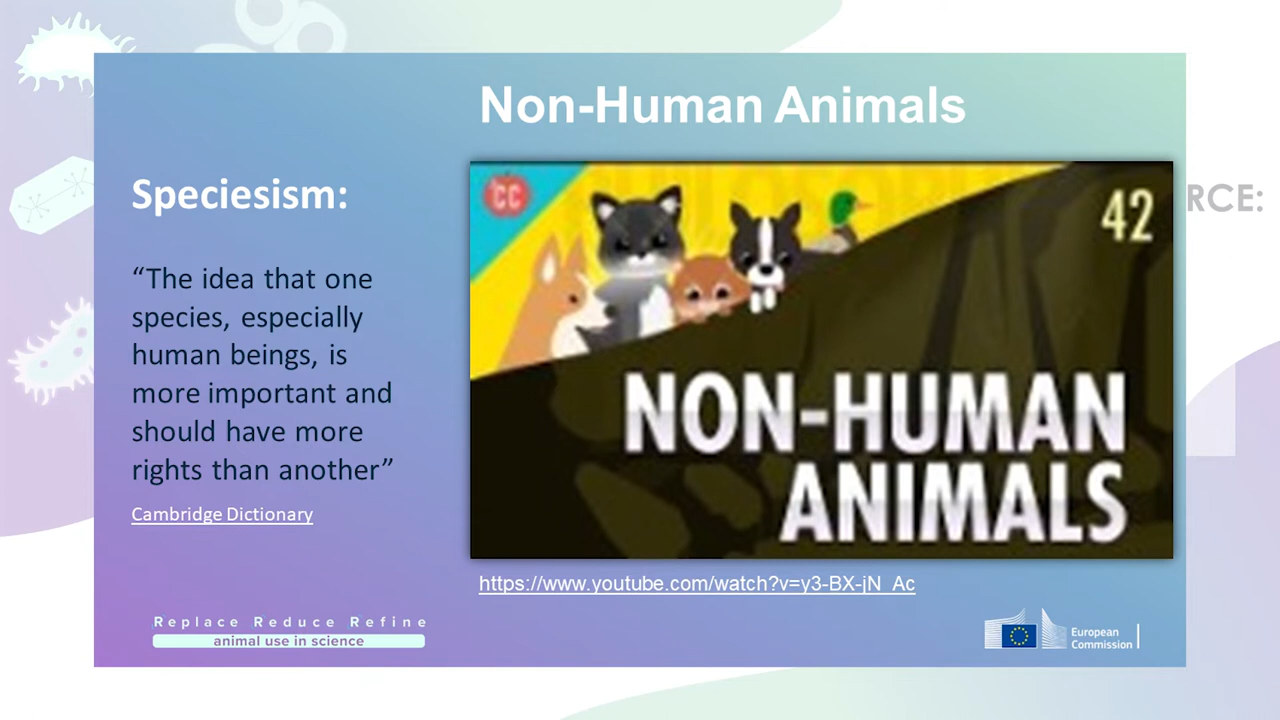 Non-Human Animals
Speciesism:
“The idea that one
species, especially
human beings, is
more important and
should have more
rights than another”
Cambridge Dictionary
CC
42
NON-HUMAN
ANIMALS
https://www.youtube.com/watch?v=y3-BX-jN_Ac
Replace Reduce Refine
animal use in science
European
Commission
RCE: